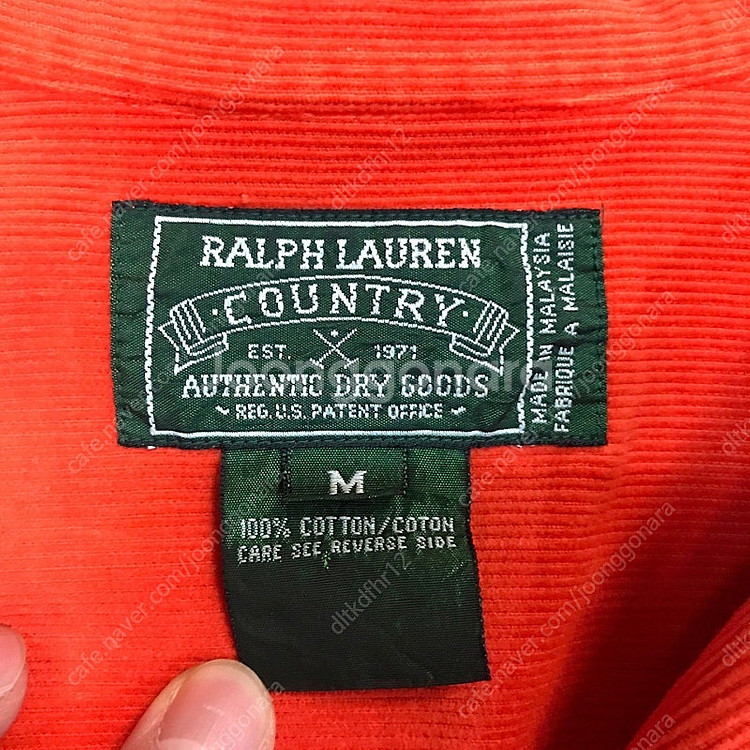 RALPH LAUREN
COUNTRY
EST. 1971
AUTHENTIC DRY GOODS
REG. U.S. PATENT OFFICE
MADE IN MALAYSIA
FABRIQUE A MALAISIE
M
100% COTTON/COTON
CARE SEE REVERSE SIDE
Joonggonara
cafe.naver.com/joonggonara
dltkdfhr12